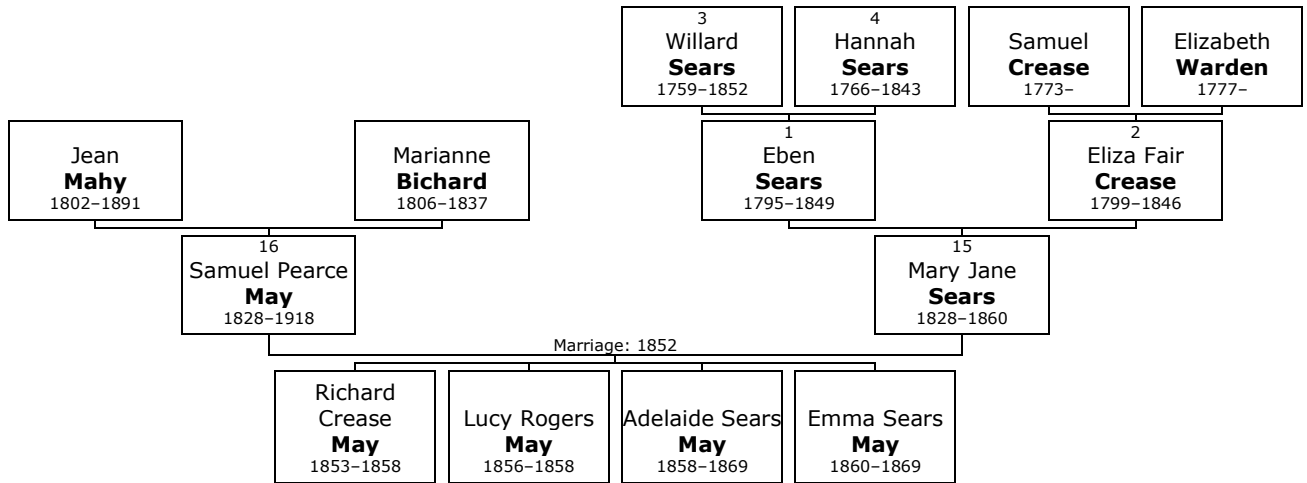 3
Willard
Sears
1759–1852
4
Hannah
Sears
1766–1843
Samuel
Crease
1773–
Elizabeth
Warden
1777–
Jean
Mahy
1802–1891
Marianne
Bichard
1806–1837
1
Eben
Sears
1795–1849
2
Eliza Fair
Crease
1799–1846
16
Samuel Pearce
May
1828–1918
15
Mary Jane
Sears
1828–1860
Marriage: 1852
Richard
Crease
May
1853–1858
Lucy Rogers
May
1856–1858
Adelaide Sears
May
1858–1869
Emma Sears
May
1860–1869